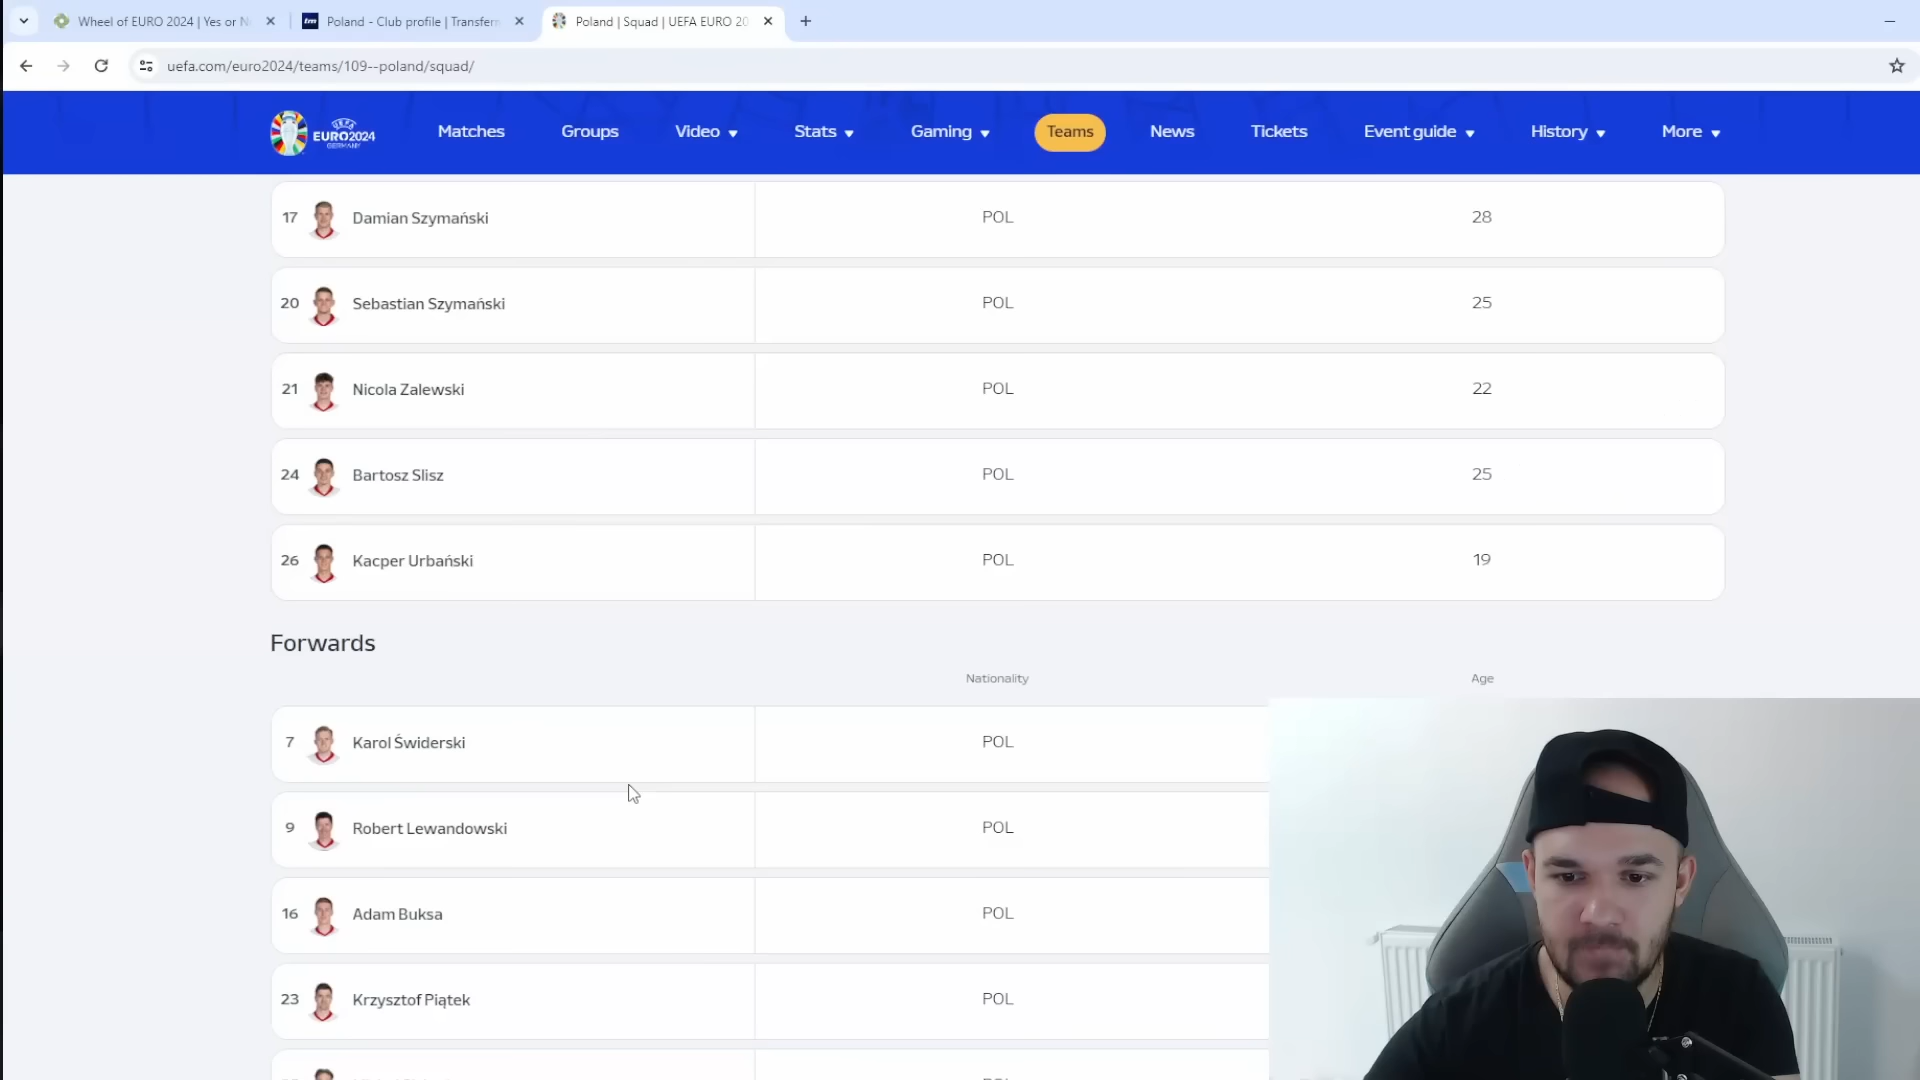 Wheel of EURO 2024 | Yes or N
Poland - Club profile | Transferm
Poland | Squad | UEFA EURO 20
uefa.com/euro2024/teams/109--poland/squad/
UEFA
EURO2024
GERMANY
Matches
Groups
Video
Stats
Gaming
Teams
News
Tickets
Event guide
History
More
17 Damian Szymański POL 28
20 Sebastian Szymański POL 25
21 Nicola Zalewski POL 22
24 Bartosz Slisz POL 25
26 Kacper Urbański POL 19
Forwards
Nationality Age
7 Karol Świderski POL
9 Robert Lewandowski POL
16 Adam Buksa POL
23 Krzysztof Piątek POL